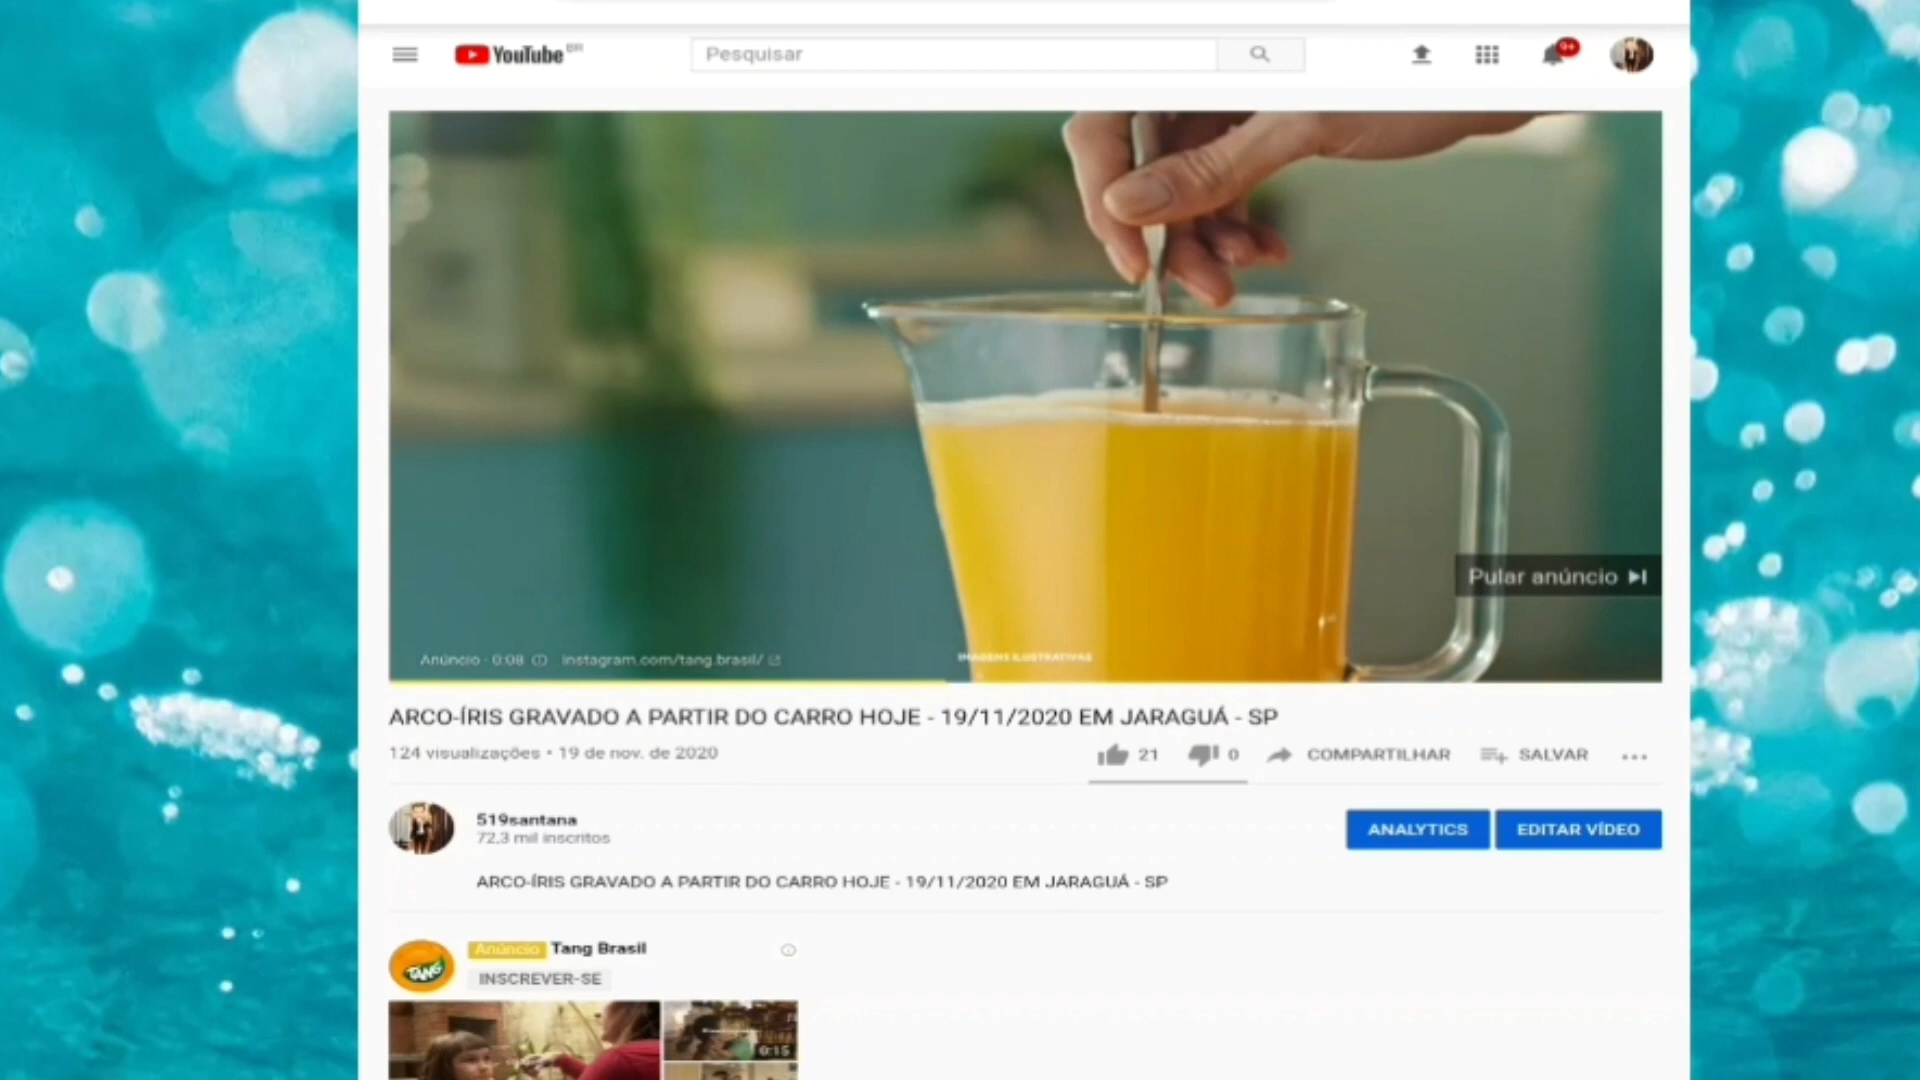 YouTube BR
Pesquisar
9+
Pular anúncio
Anúncio · 0:08 instagram.com/tang.brasil/
IMAGENS ILUSTRATIVAS
ARCO-ÍRIS GRAVADO A PARTIR DO CARRO HOJE - 19/11/2020 EM JARAGUÁ - SP
124 visualizações • 19 de nov. de 2020
21 0 COMPARTILHAR SALVAR
519santana
72,3 mil inscritos
ANALYTICS EDITAR VÍDEO
ARCO-ÍRIS GRAVADO A PARTIR DO CARRO HOJE - 19/11/2020 EM JARAGUÁ - SP
TANG
Anúncio Tang Brasil
INSCREVER-SE
0:15